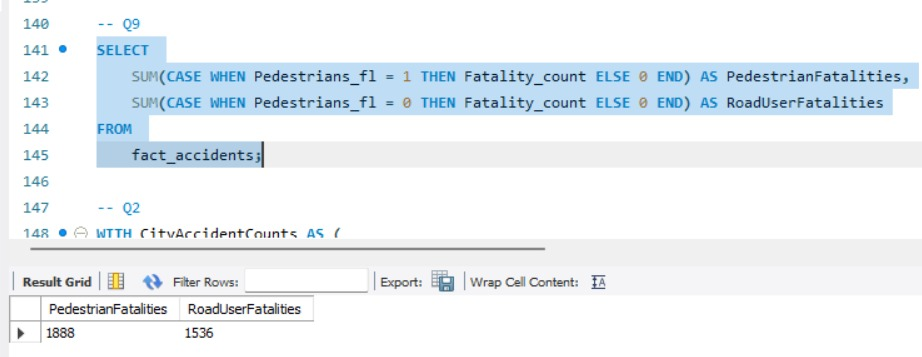 140 -- Q9
141 SELECT
142 SUM(CASE WHEN Pedestrians_fl = 1 THEN Fatality_count ELSE 0 END) AS PedestrianFatalities,
143 SUM(CASE WHEN Pedestrians_fl = 0 THEN Fatality_count ELSE 0 END) AS RoadUserFatalities
144 FROM
145 fact_accidents;
146
147 -- Q2
148 WITH CityAccidentCounts AS (
Result Grid Filter Rows: Export: Wrap Cell Content: IA
PedestrianFatalities RoadUserFatalities
1888 1536